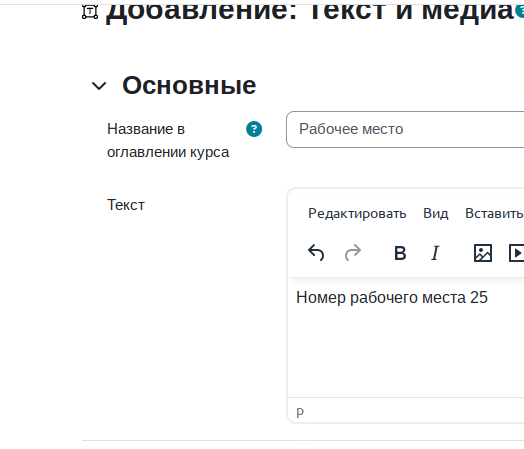 Добавление: Текст и медиа
Основные
Название в оглавлении курса
?
Рабочее место
Текст
Редактировать Вид Вставить
B I
Номер рабочего места 25
p